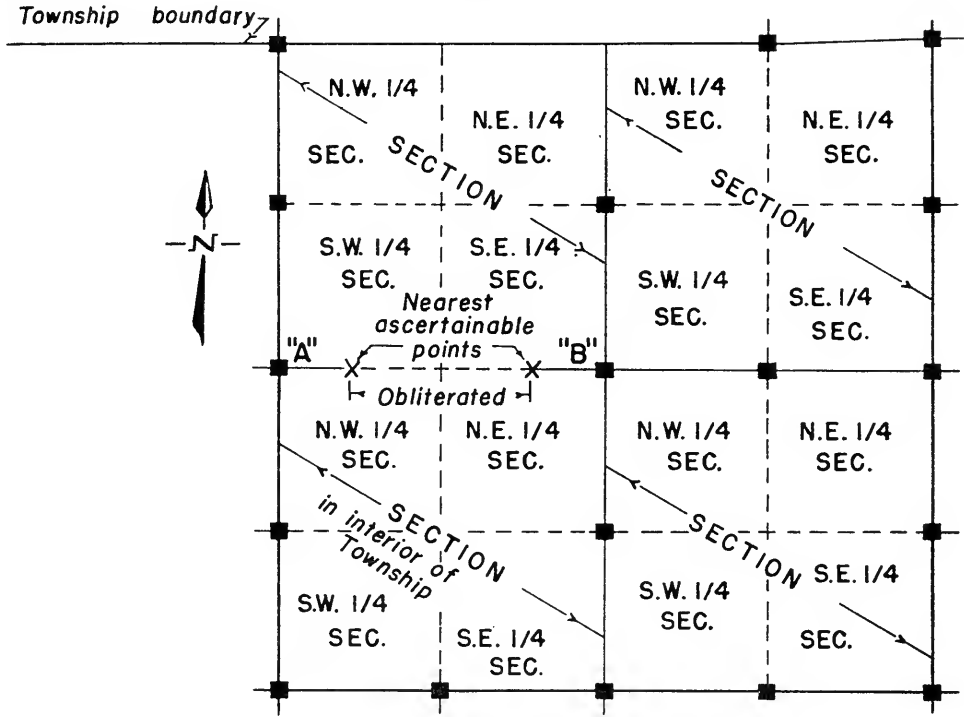 Township boundary
N.W. 1/4
SEC.
N.E. 1/4
SEC.
SECTION
N.W. 1/4
SEC.
N.E. 1/4
SEC.
SECTION
N
S.W. 1/4
SEC.
S.E. 1/4
SEC.
S.W. 1/4
SEC.
S.E. 1/4
SEC.
Nearest
ascertainable
points
"A"
"B"
Obliterated
N.W. 1/4
SEC.
N.E. 1/4
SEC.
SECTION
in interior of
Township
N.W. 1/4
SEC.
N.E. 1/4
SEC.
SECTION
S.W. 1/4
SEC.
S.E. 1/4
SEC.
S.W. 1/4
SEC.
S.E. 1/4
SEC.